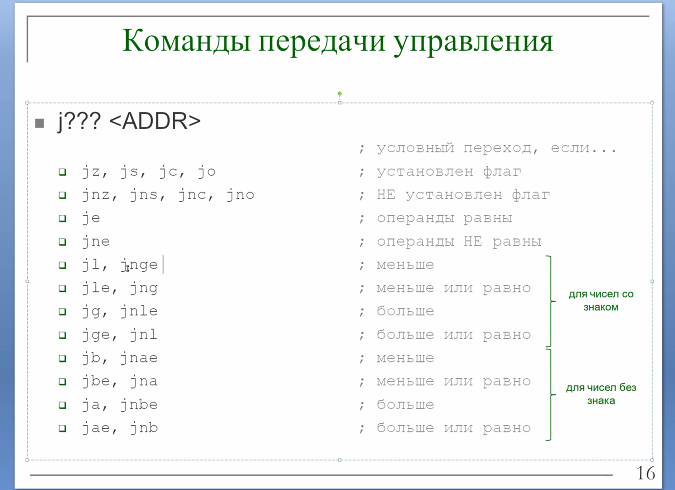 Команды передачи управления
j??? <ADDR>
; условный переход, если...
jz, js, jc, jo ; установлен флаг
jnz, jns, jnc, jno ; НЕ установлен флаг
je ; операнды равны
jne ; операнды НЕ равны
jl, jnge ; меньше
jle, jng ; меньше или равно
jg, jnle ; больше
jge, jnl ; больше или равно
для чисел со
знаком
jb, jnae ; меньше
jbe, jna ; меньше или равно
ja, jnbe ; больше
jae, jnb ; больше или равно
для чисел без
знака
16